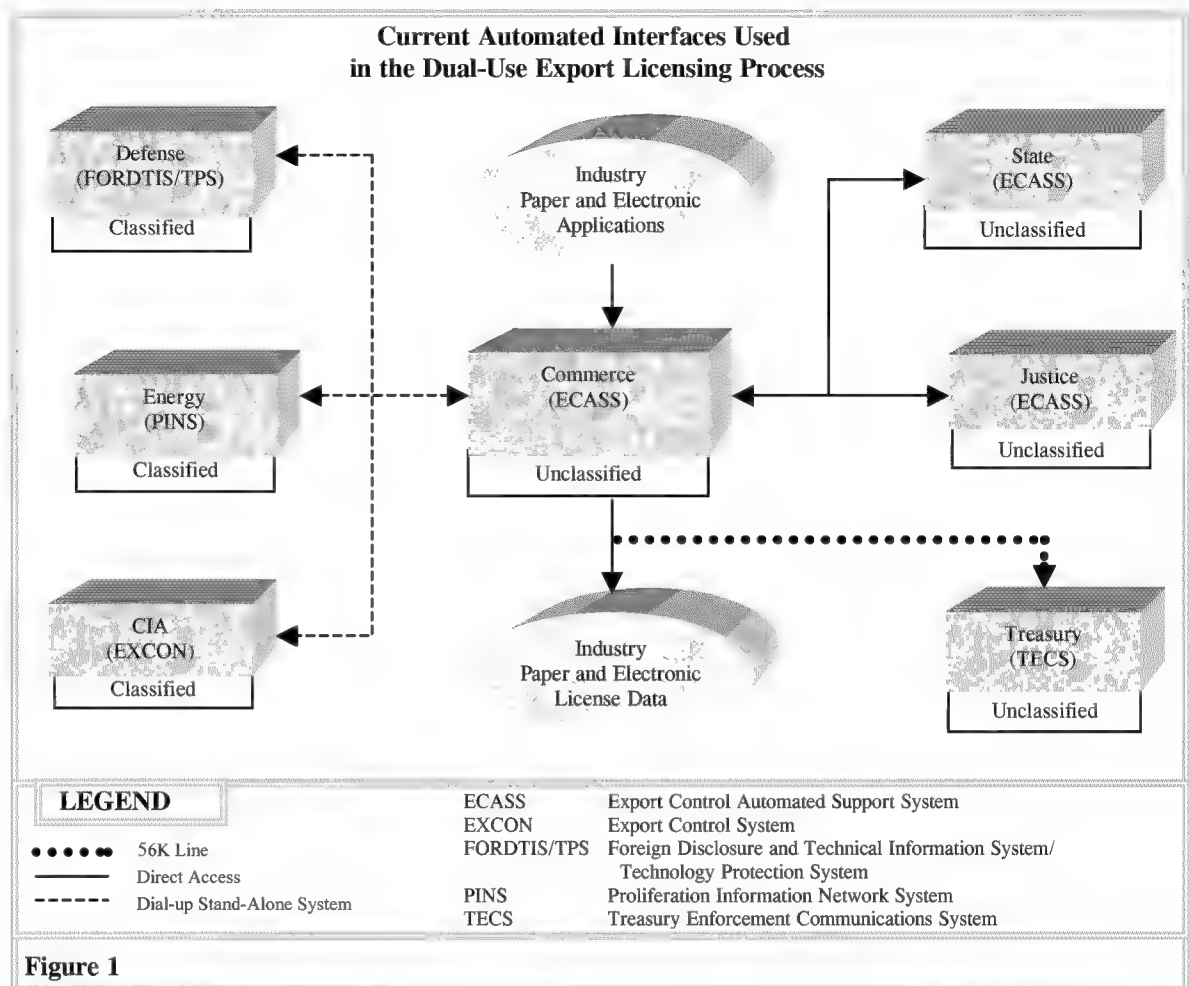 Current Automated Interfaces Used
in the Dual-Use Export Licensing Process
Defense
(FORDTIS/TPS)
Classified
Industry
Paper and Electronic
Applications
State
(ECASS)
Unclassified
Energy
(PINS)
Classified
Commerce
(ECASS)
Unclassified
Justice
(ECASS)
Unclassified
CIA
(EXCON)
Classified
Industry
Paper and Electronic
License Data
Treasury
(TECS)
Unclassified
LEGEND
56K Line
Direct Access
Dial-up Stand-Alone System
ECASS Export Control Automated Support System
EXCON Export Control System
FORDTIS/TPS Foreign Disclosure and Technical Information System/
Technology Protection System
PINS Proliferation Information Network System
TECS Treasury Enforcement Communications System
Figure 1